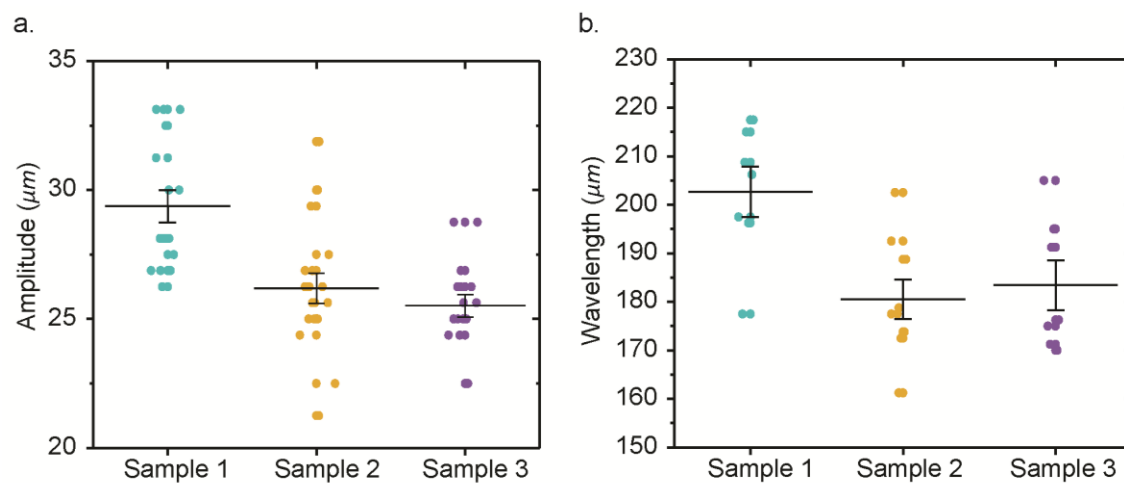 a.
Amplitude (μm)
35
30
25
20
Sample 1 Sample 2 Sample 3
b.
Wavelength (μm)
230
220
210
200
190
180
170
160
150
Sample 1 Sample 2 Sample 3